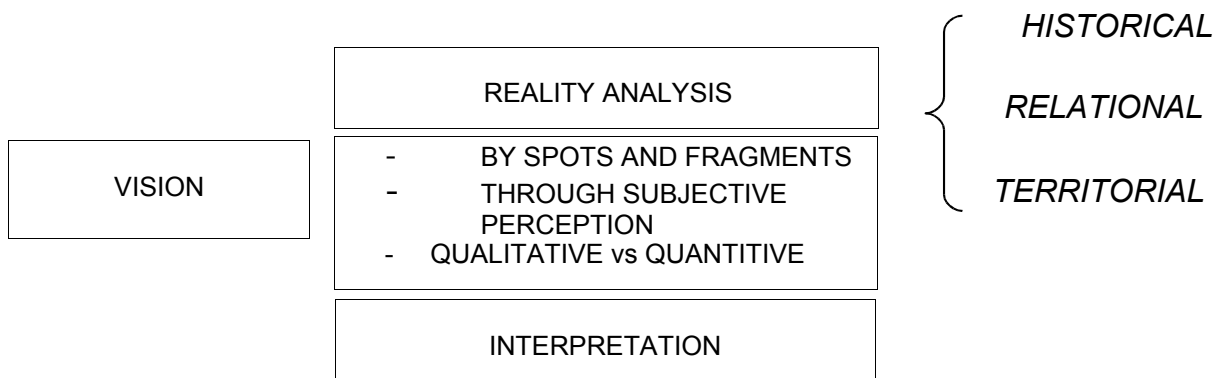 VISION
REALITY ANALYSIS
- BY SPOTS AND FRAGMENTS
- THROUGH SUBJECTIVE
PERCEPTION
- QUALITATIVE vs QUANTITIVE
INTERPRETATION
HISTORICAL
RELATIONAL
TERRITORIAL